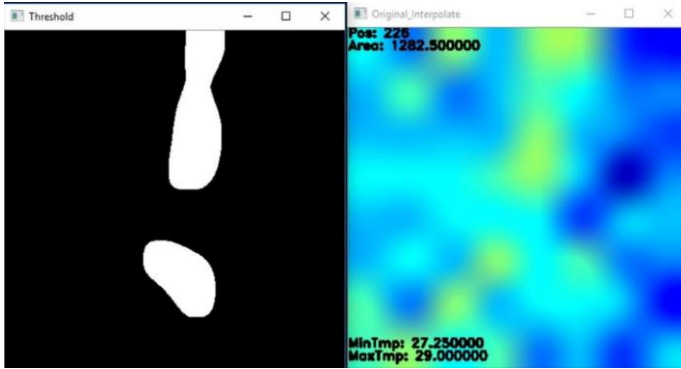 Threshold
Original_Interpolate
Pos: 226
Area: 1282.500000
MinTmp: 27.250000
MaxTmp: 29.000000